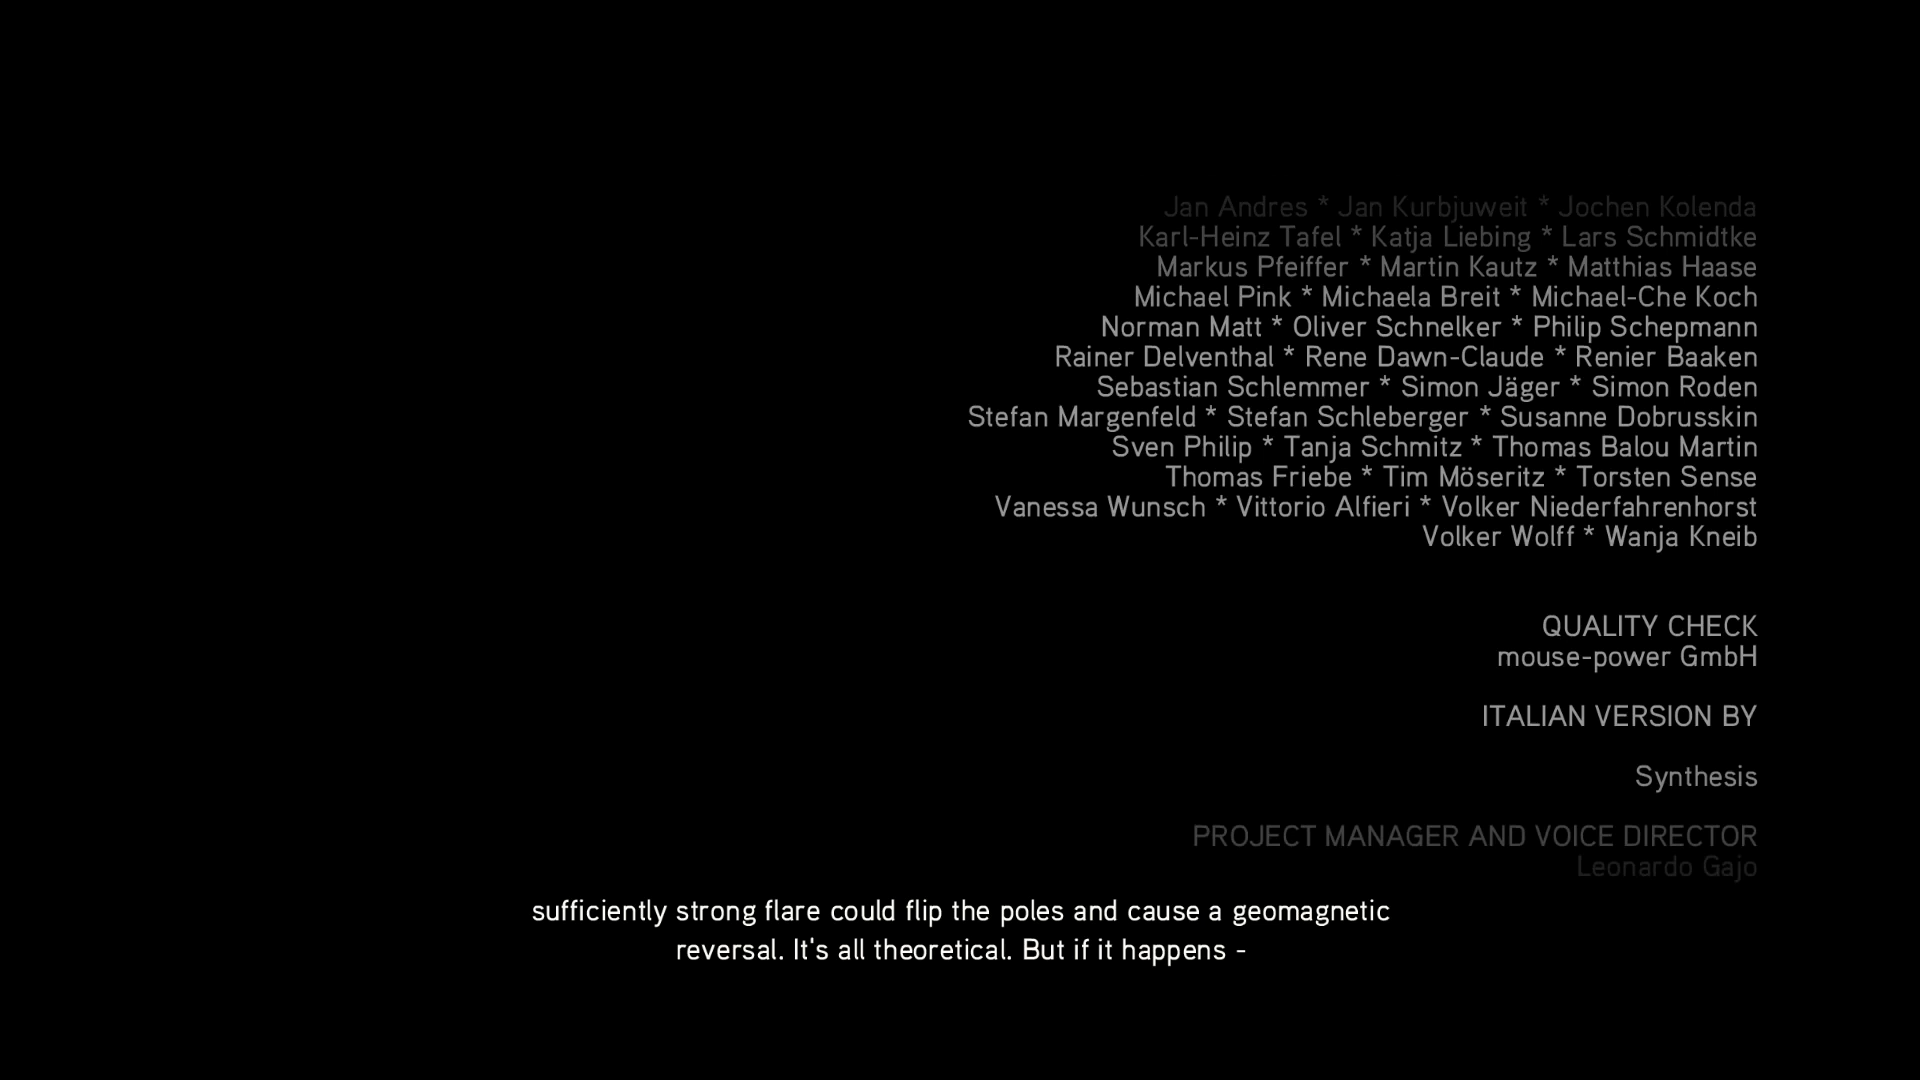 Jan Andres * Jan Kurbjuweit * Jochen Kolenda
Karl-Heinz Tafel * Katja Liebing * Lars Schmidtke
Markus Pfeiffer * Martin Kautz * Matthias Haase
Michael Pink * Michaela Breit * Michael-Che Koch
Norman Matt * Oliver Schnelker * Philip Schepmann
Rainer Delventhal * Rene Dawn-Claude * Renier Baaken
Sebastian Schlemmer * Simon Jäger * Simon Roden
Stefan Margenfeld * Stefan Schleberger * Susanne Dobrusskin
Sven Philip * Tanja Schmitz * Thomas Balou Martin
Thomas Friebe * Tim Möseritz * Torsten Sense
Vanessa Wunsch * Vittorio Alfieri * Volker Niederfahrenhorst
Volker Wolff * Wanja Kneib
QUALITY CHECK
mouse-power GmbH
ITALIAN VERSION BY
Synthesis
PROJECT MANAGER AND VOICE DIRECTOR
Leonardo Gajo
sufficiently strong flare could flip the poles and cause a geomagnetic
reversal. It's all theoretical. But if it happens -